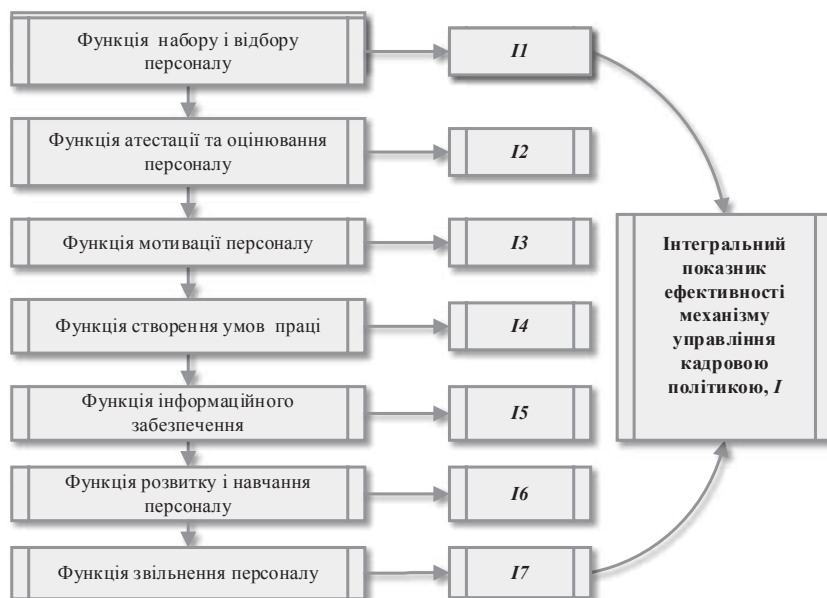 Функція набору і відбору
персоналу
I1
Функція атестації та оцінювання
персоналу
I2
Функція мотивації персоналу
I3
Функція створення умов праці
I4
Функція інформаційного
забезпечення
I5
Функція розвитку і навчання
персоналу
I6
Функція звільнення персоналу
I7
Інтегральний
показник
ефективності
механізму
управління
кадровою
політикою, I